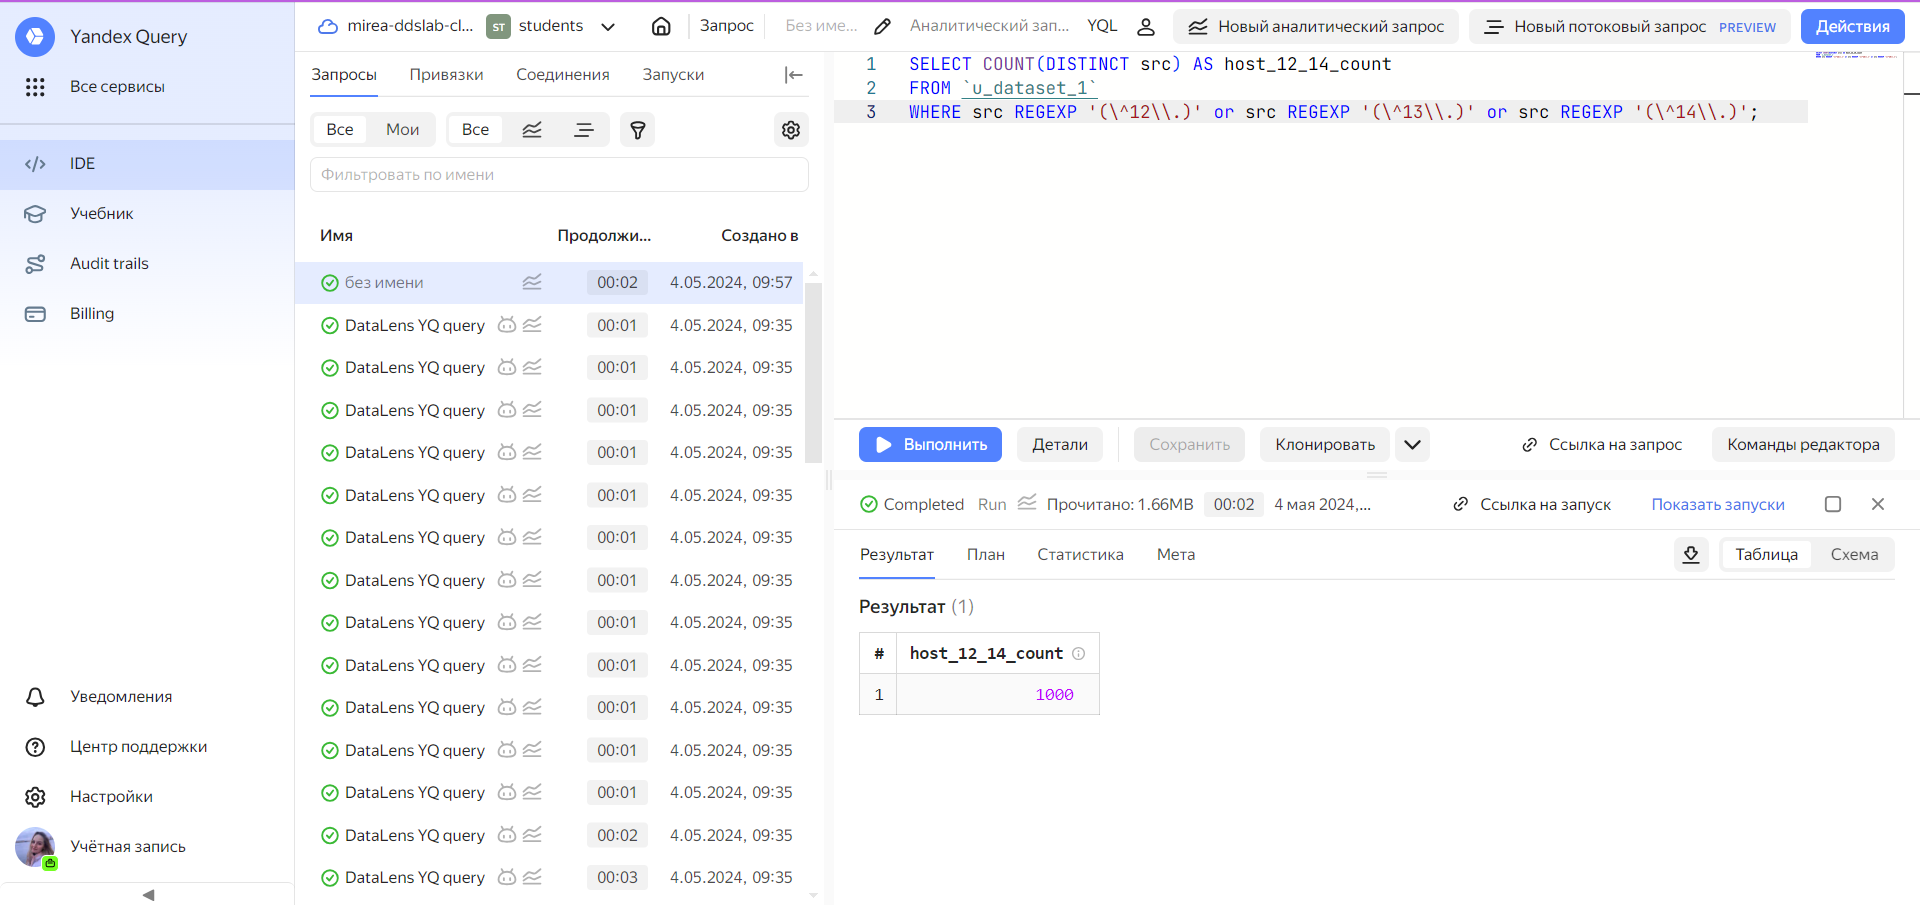 Yandex Query
Все сервисы
IDE
Учебник
Audit trails
Billing
Уведомления
Центр поддержки
Настройки
Учётная запись
mirea-ddslab-cl...
ST
students
Запрос
Без име...
Аналитический зап...
YQL
Новый аналитический запрос
Новый потоковый запрос PREVIEW
Действия
Запросы
Привязки
Соединения
Запуски
Все
Мои
Все
Фильтровать по имени
Имя Продолжи... Создано в
без имени 00:02 4.05.2024, 09:57
DataLens YQ query 00:01 4.05.2024, 09:35
DataLens YQ query 00:01 4.05.2024, 09:35
DataLens YQ query 00:01 4.05.2024, 09:35
DataLens YQ query 00:01 4.05.2024, 09:35
DataLens YQ query 00:01 4.05.2024, 09:35
DataLens YQ query 00:01 4.05.2024, 09:35
DataLens YQ query 00:01 4.05.2024, 09:35
DataLens YQ query 00:01 4.05.2024, 09:35
DataLens YQ query 00:01 4.05.2024, 09:35
DataLens YQ query 00:01 4.05.2024, 09:35
DataLens YQ query 00:01 4.05.2024, 09:35
DataLens YQ query 00:01 4.05.2024, 09:35
DataLens YQ query 00:02 4.05.2024, 09:35
DataLens YQ query 00:03 4.05.2024, 09:35
1 SELECT COUNT(DISTINCT src) AS host_12_14_count
2 FROM `u_dataset_1`
3 WHERE src REGEXP '(\^12\\.)' or src REGEXP '(\^13\\.)' or src REGEXP '(\^14\\.)';
Выполнить
Детали
Сохранить
Клонировать
Ссылка на запрос
Команды редактора
Completed Run Прочитано: 1.66MB 00:02 4 мая 2024,...
Ссылка на запуск
Показать запуски
Результат
План
Статистика
Мета
Таблица
Схема
Результат (1)
# host_12_14_count
1 1000